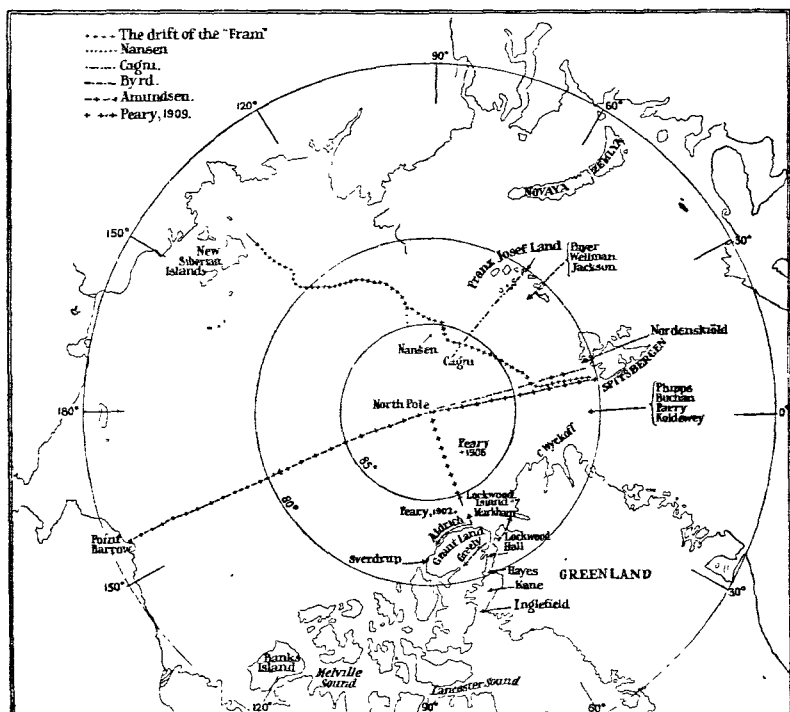 The drift of the "Fram"
Nansen
Cagni.
Byrd.
Amundsen.
Peary, 1909.
90°
120°
60°
NOVAYA
ZEMLYA
150°
30°
New
Siberian
Islands
Franz Josef Land
Payer
Wellman
Jackson
Nansen
Cagni
Nordenskiöld
SPITSBERGEN
North Pole
180°
0°
Phipps
Buchan
Parry
Koldewey
Peary
1906
C Wyckoff
85°
80°
Lockwood
Island
Markham
Peary, 1902.
Aldrich
Grant Land
Greely
Lockwood
Hall
Point
Barrow
Sverdrup
Hayes
GREENLAND
150°
Kane
30°
Inglefield
Banks
Island
Melville
Sound
Lancaster Sound
120°
90°
60°